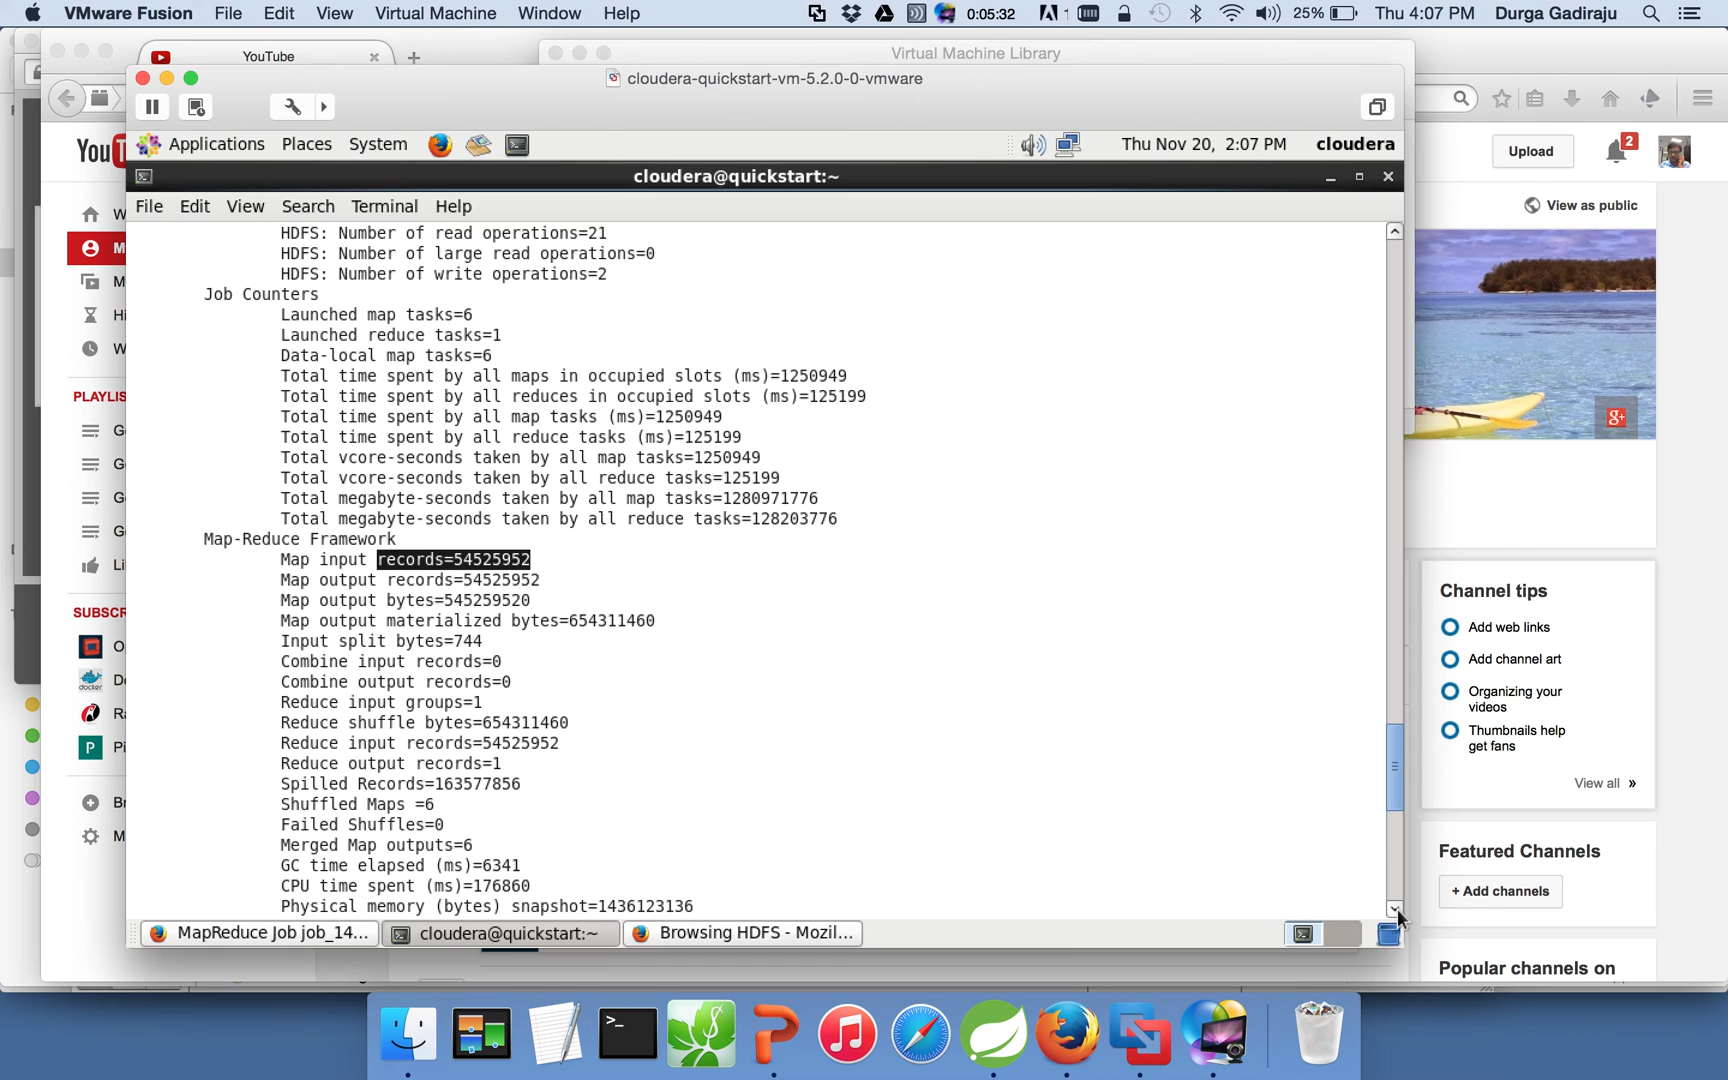 VMware Fusion File Edit View Virtual Machine Window Help 0:05:32 25% Thu 4:07 PM Durga Gadiraju
YouTube
Virtual Machine Library
cloudera-quickstart-vm-5.2.0-0-vmware
Applications Places System Thu Nov 20, 2:07 PM cloudera
cloudera@quickstart:~
File Edit View Search Terminal Help
HDFS: Number of read operations=21
HDFS: Number of large read operations=0
HDFS: Number of write operations=2
Job Counters
Launched map tasks=6
Launched reduce tasks=1
Data-local map tasks=6
Total time spent by all maps in occupied slots (ms)=1250949
Total time spent by all reduces in occupied slots (ms)=125199
Total time spent by all map tasks (ms)=1250949
Total time spent by all reduce tasks (ms)=125199
Total vcore-seconds taken by all map tasks=1250949
Total vcore-seconds taken by all reduce tasks=125199
Total megabyte-seconds taken by all map tasks=1280971776
Total megabyte-seconds taken by all reduce tasks=128203776
Map-Reduce Framework
Map input records=54525952
Map output records=54525952
Map output bytes=545259520
Map output materialized bytes=654311460
Input split bytes=744
Combine input records=0
Combine output records=0
Reduce input groups=1
Reduce shuffle bytes=654311460
Reduce input records=54525952
Reduce output records=1
Spilled Records=163577856
Shuffled Maps =6
Failed Shuffles=0
Merged Map outputs=6
GC time elapsed (ms)=6341
CPU time spent (ms)=176860
Physical memory (bytes) snapshot=1436123136
MapReduce Job job_14... cloudera@quickstart:~ Browsing HDFS - Mozil...
You
PLAYLIS
SUBSCR
docker
P Pi
Upload
2
View as public
g+
Channel tips
Add web links
Add channel art
Organizing your
videos
Thumbnails help
get fans
View all »
Featured Channels
+ Add channels
Popular channels on